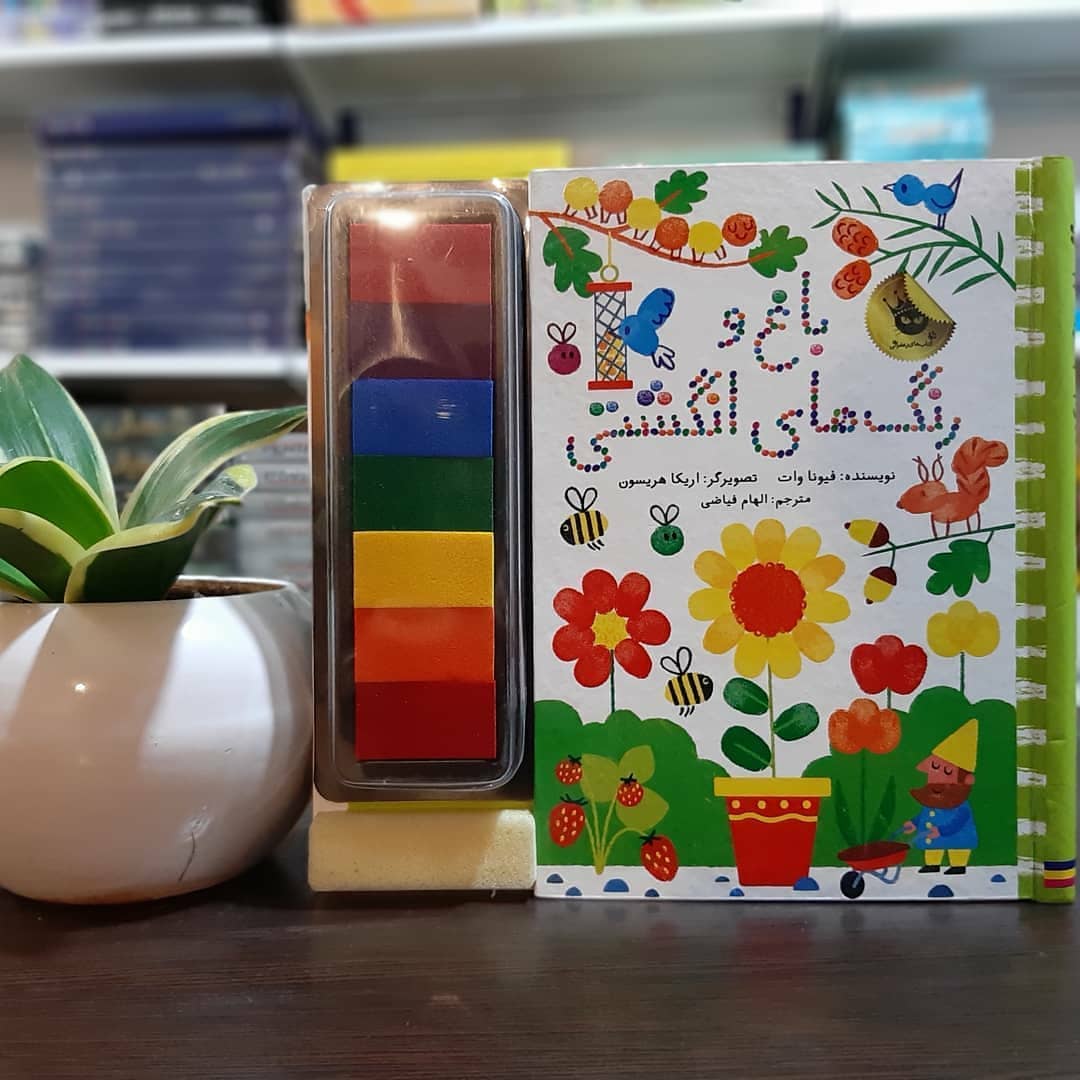 باغ و
رنگ‌های انگشتی
نویسنده: فیونا وات تصویرگر: اریکا هریسون
مترجم: الهام فیاضی